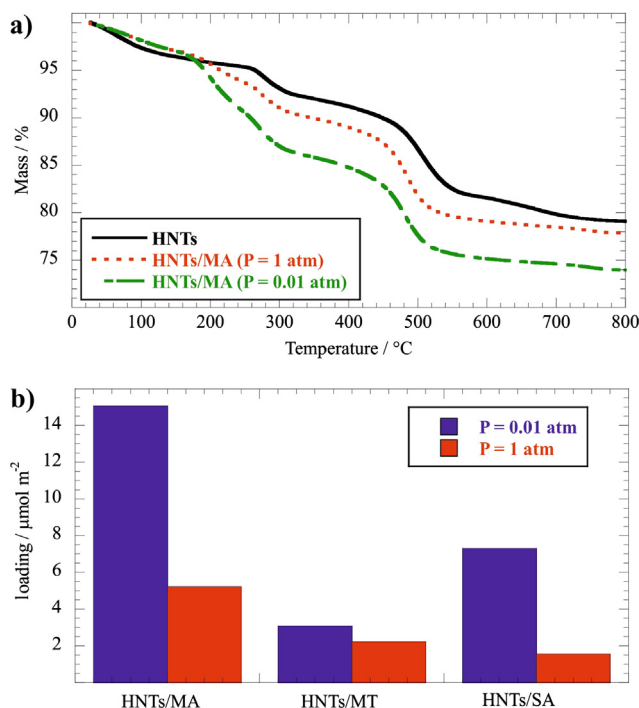 a)
95
90
85
80
75
Mass / %
HNTs
HNTs/MA (P = 1 atm)
HNTs/MA (P = 0.01 atm)
0 100 200 300 400 500 600 700 800
Temperature / °C
b)
14
12
10
8
6
4
2
loading / μmol m⁻²
P = 0.01 atm
P = 1 atm
HNTs/MA HNTs/MT HNTs/SA